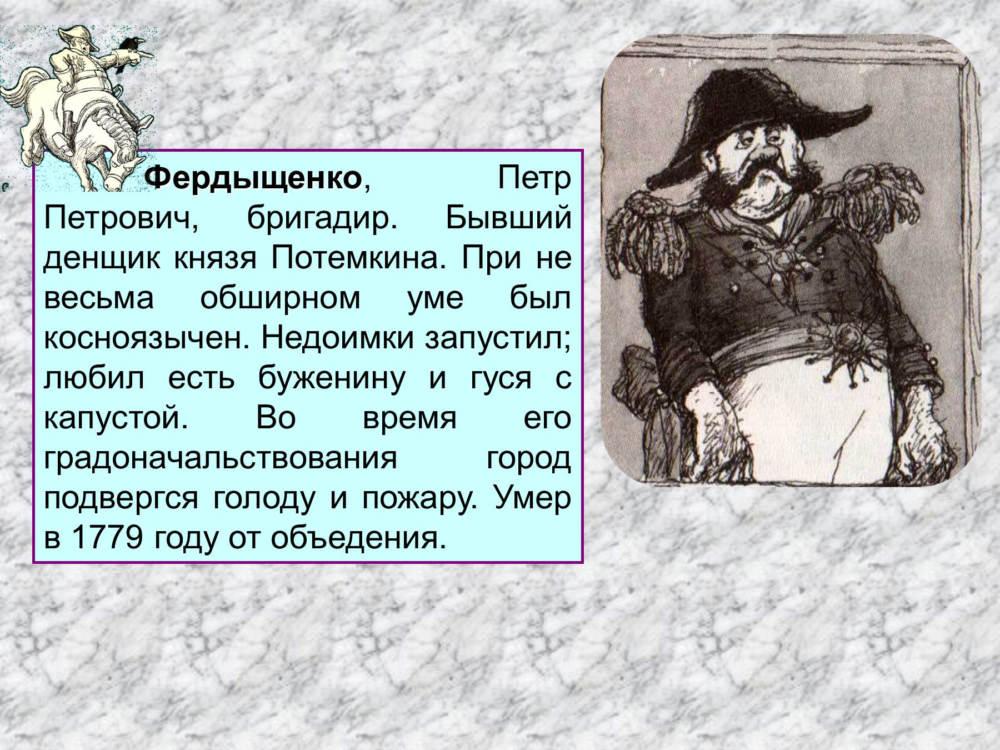 Фердыщенко, Петр
Петрович, бригадир. Бывший
денщик князя Потемкина. При не
весьма обширном уме был
косноязычен. Недоимки запустил;
любил есть буженину и гуся с
капустой. Во время его
градоначальствования город
подвергся голоду и пожару. Умер
в 1779 году от объедения.